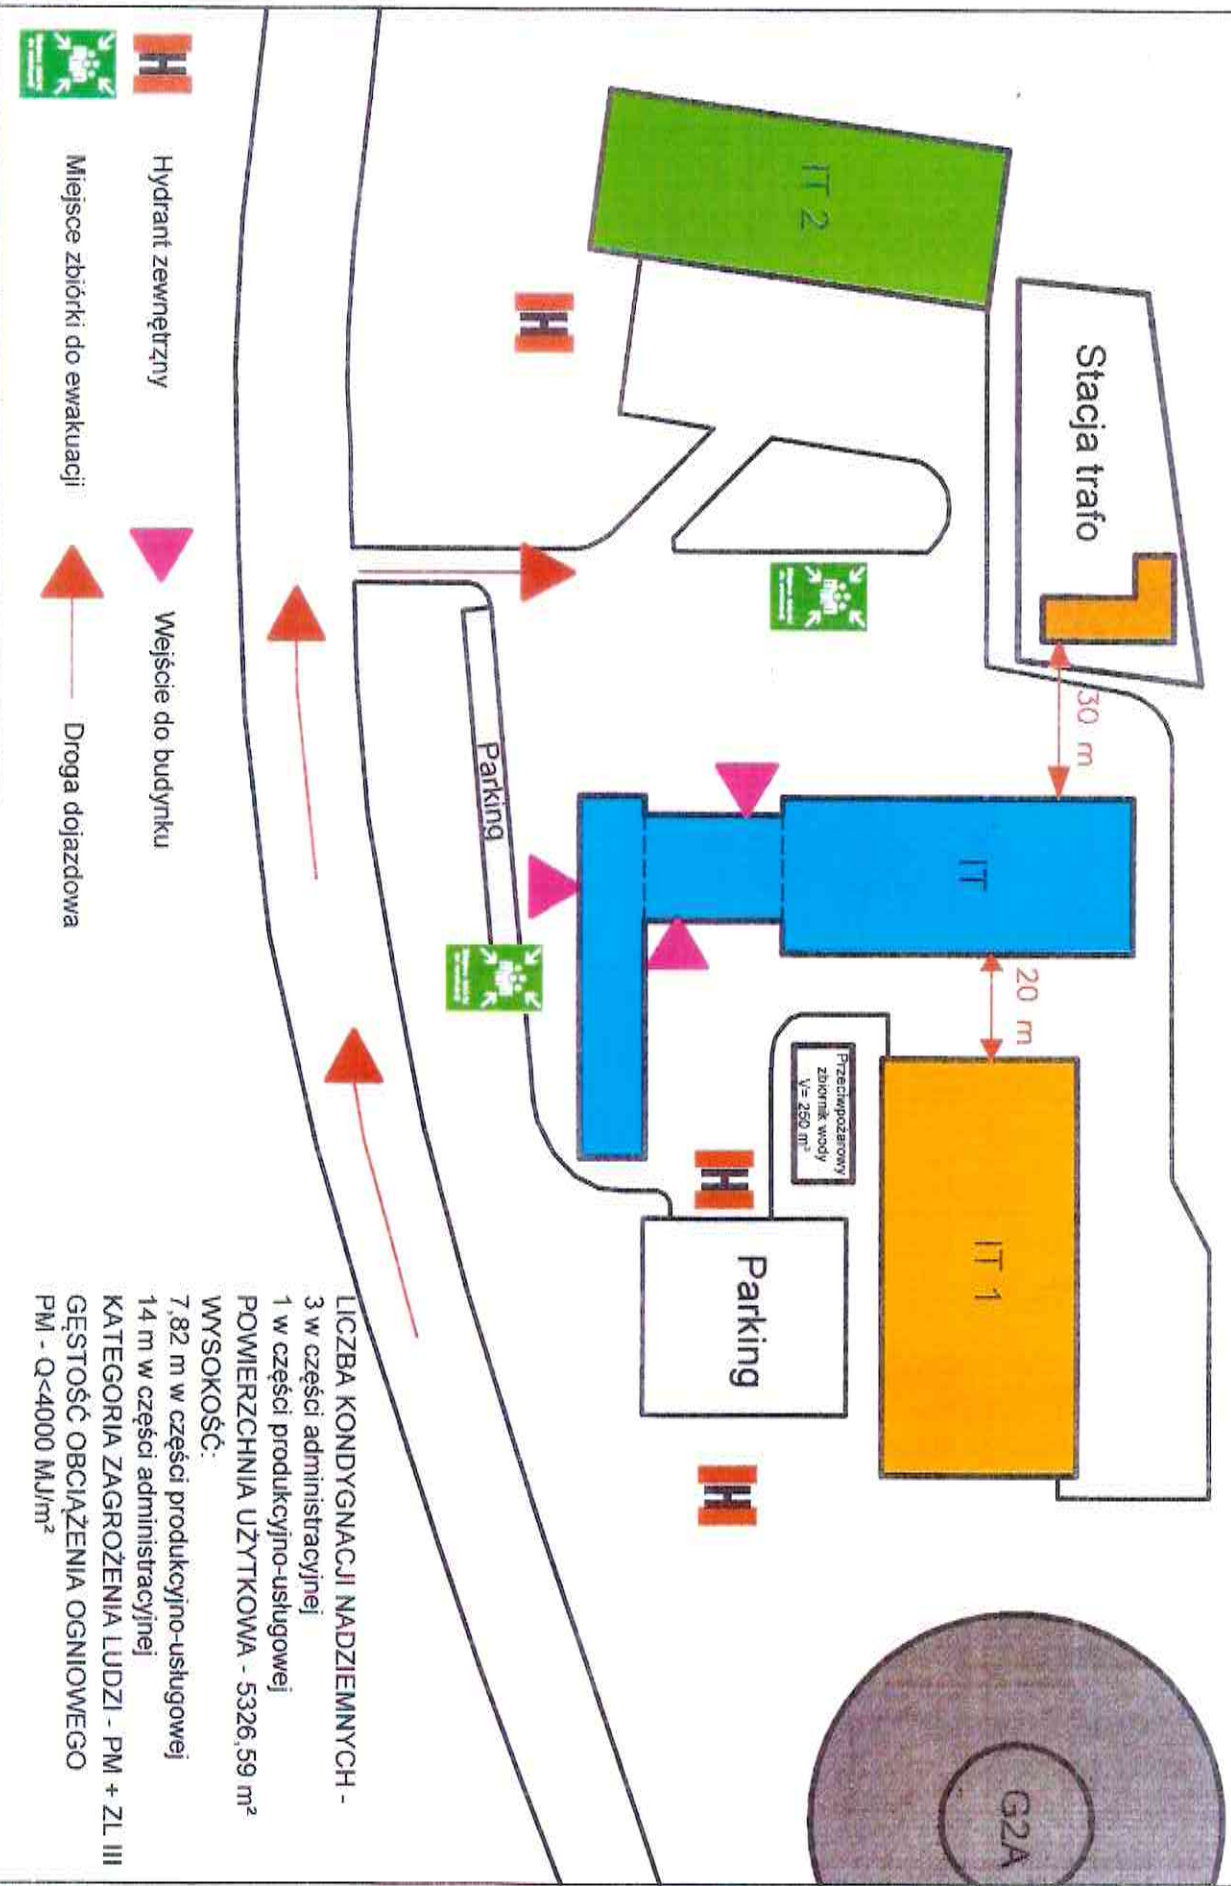 Stacja trafo
IT 2
30 m
IT
20 m
IT 1
G2A
Przeciwpożarowy
zbiornik wody
V= 250 m³
Parking
Parking
H
H
H
H
Hydrant zewnętrzny
Miejsce zbiórki do ewakuacji
Wejście do budynku
Droga dojazdowa
LICZBA KONDYGNACJI NADZIEMNYCH -
3 w części administracyjnej
1 w części produkcyjno-usługowej
POWIERZCHNIA UŻYTKOWA - 5326,59 m²
WYSOKOŚĆ:
7,82 m w części produkcyjno-usługowej
14 m w części administracyjnej
KATEGORIA ZAGROŻENIA LUDZI - PM + ZL III
GĘSTOŚĆ OBCIĄŻENIA OGNIOWEGO
PM - Q<4000 MJ/m²